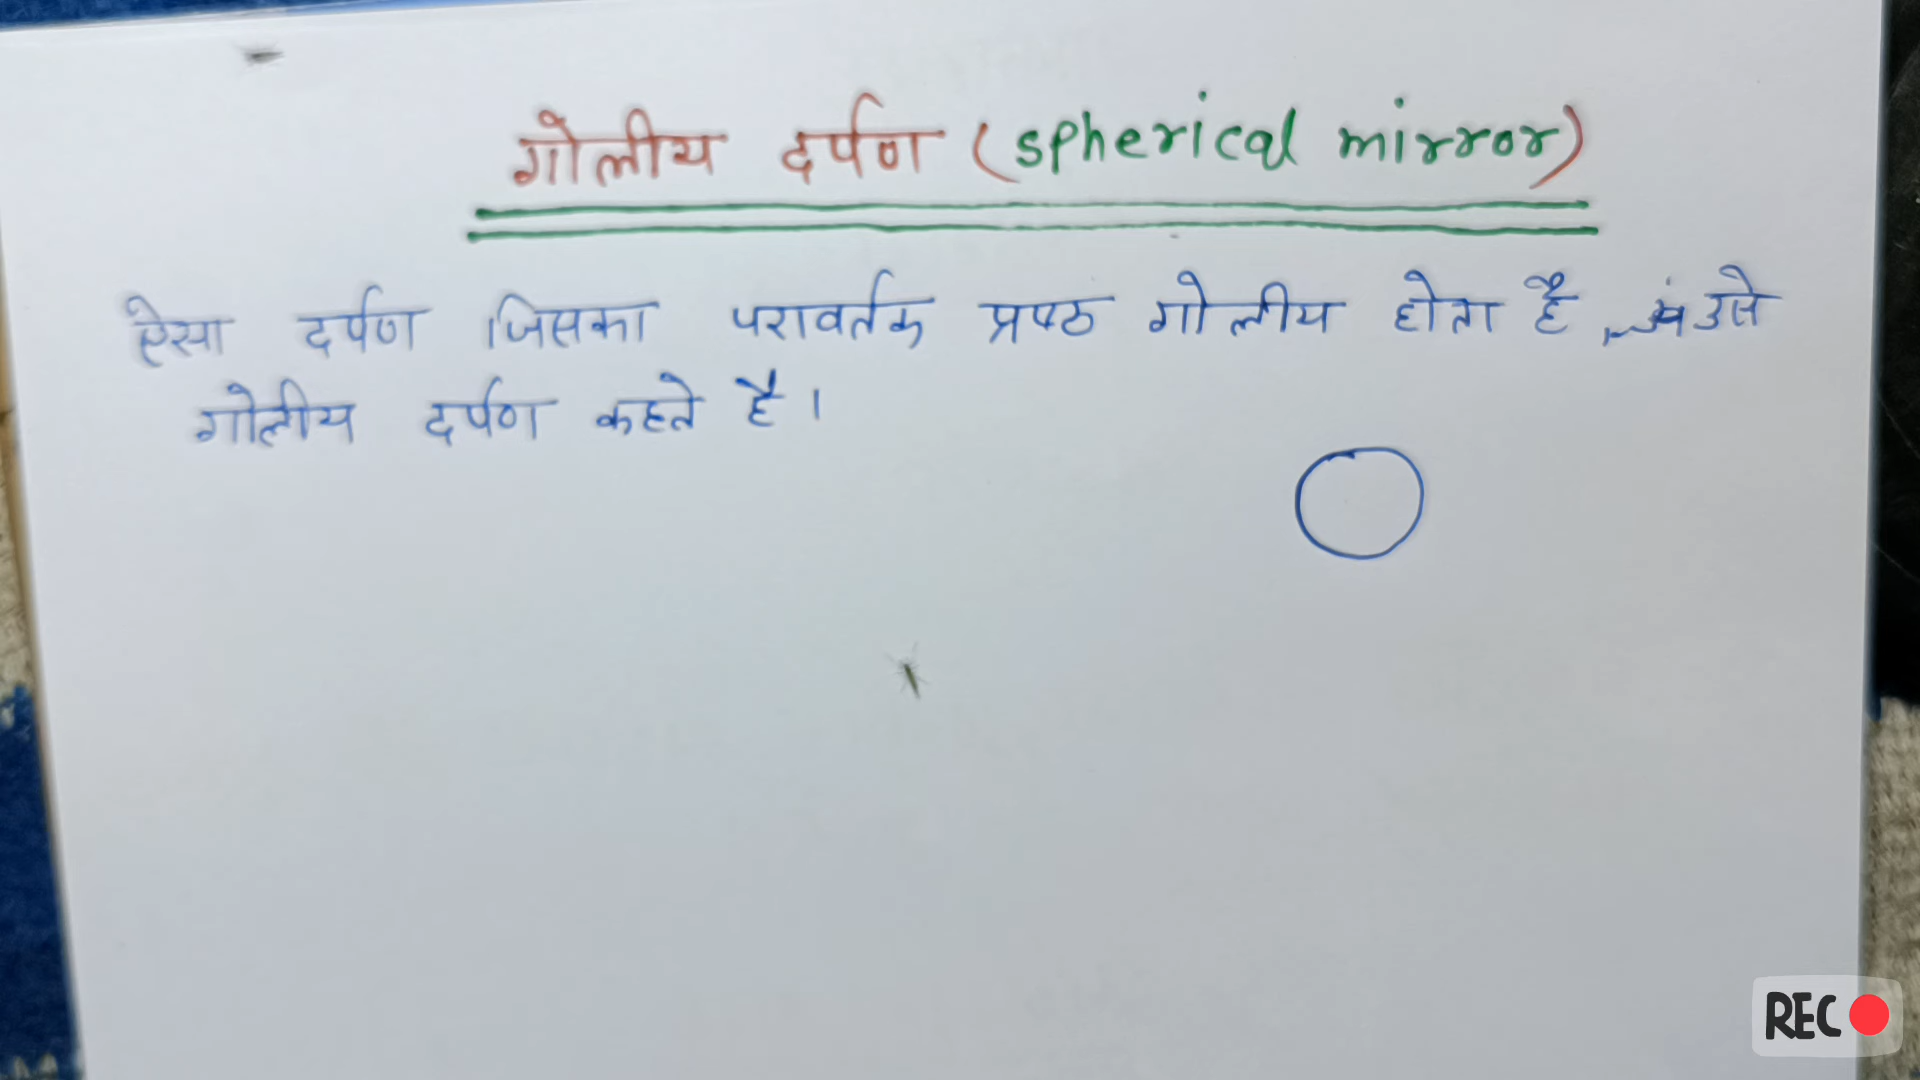 गोलीय दर्पण (spherical mirror)
ऐसा दर्पण जिसका परावर्तक प्रष्ठ गोलीय होता है, उसे
गोलीय दर्पण कहते है।
REC